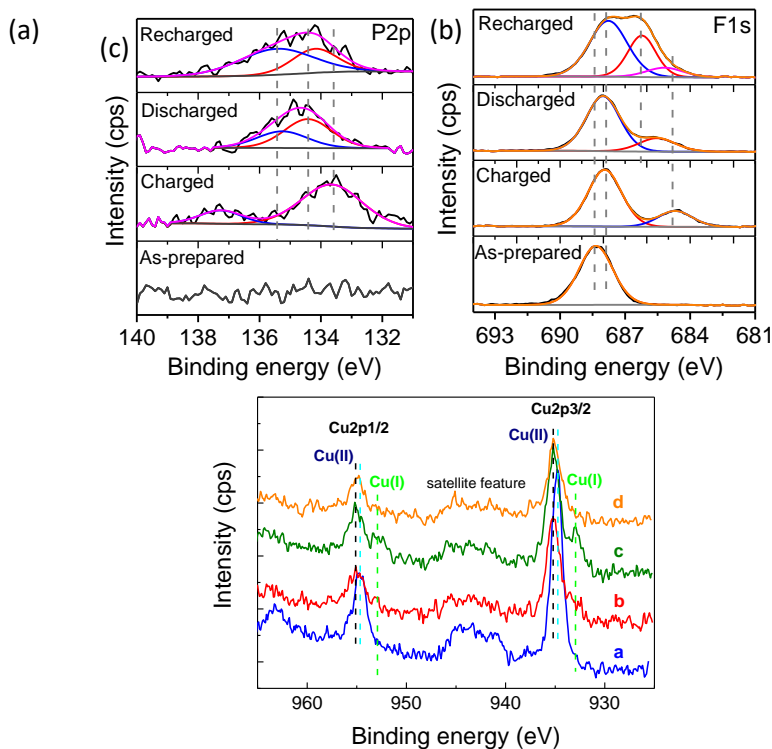 (a)
(c)
Recharged
P2p
Discharged
Charged
As-prepared
Intensity (cps)
140 138 136 134 132
Binding energy (eV)
(b)
Recharged
F1s
Discharged
Charged
As-prepared
Intensity (cps)
693 690 687 684 681
Binding energy (eV)
Cu2p1/2
Cu2p3/2
Cu(II)
Cu(II)
Cu(I)
Cu(I)
satellite feature
d
c
b
a
Intensity (cps)
960 950 940 930
Binding energy (eV)